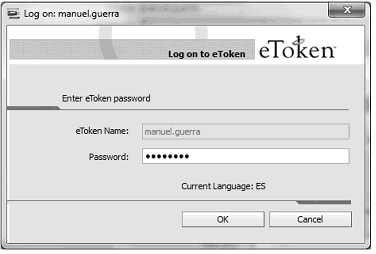 Log on: manuel.guerra
Log on to eToken
eToken
Enter eToken password
eToken Name: manuel.guerra
Password: ••••••••
Current Language: ES
OK Cancel